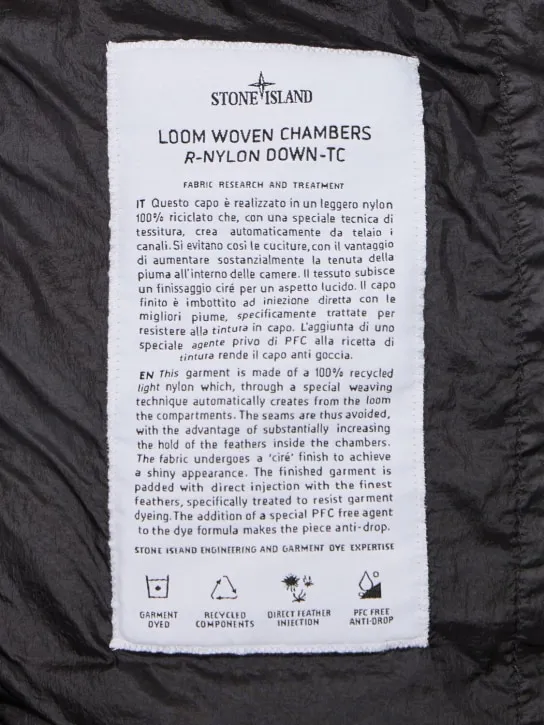 STONE ISLAND
LOOM WOVEN CHAMBERS
R-NYLON DOWN-TC
FABRIC RESEARCH AND TREATMENT
IT Questo capo è realizzato in un leggero nylon
100% riciclato che, con una speciale tecnica di
tessitura, crea automaticamente da telaio i
canali. Si evitano così le cuciture, con il vantaggio
di aumentare sostanzialmente la tenuta della
piuma all'interno delle camere. Il tessuto subisce
un finissaggio ciré per un aspetto lucido. Il capo
finito è imbottito ad iniezione diretta con le
migliori piume, specificamente trattate per
resistere alla tintura in capo. L'aggiunta di uno
speciale agente privo di PFC alla ricetta di
tintura rende il capo anti goccia.
EN This garment is made of a 100% recycled
light nylon which, through a special weaving
technique automatically creates from the loom
the compartments. The seams are thus avoided,
with the advantage of substantially increasing
the hold of the feathers inside the chambers.
The fabric undergoes a 'ciré' finish to achieve
a shiny appearance. The finished garment is
padded with direct injection with the finest
feathers, specifically treated to resist garment
dyeing. The addition of a special PFC free agent
to the dye formula makes the piece anti-drop.
STONE ISLAND ENGINEERING AND GARMENT DYE EXPERTISE
GARMENT DYED
RECYCLED COMPONENTS
DIRECT FEATHER INJECTION
PFC FREE ANTI-DROP